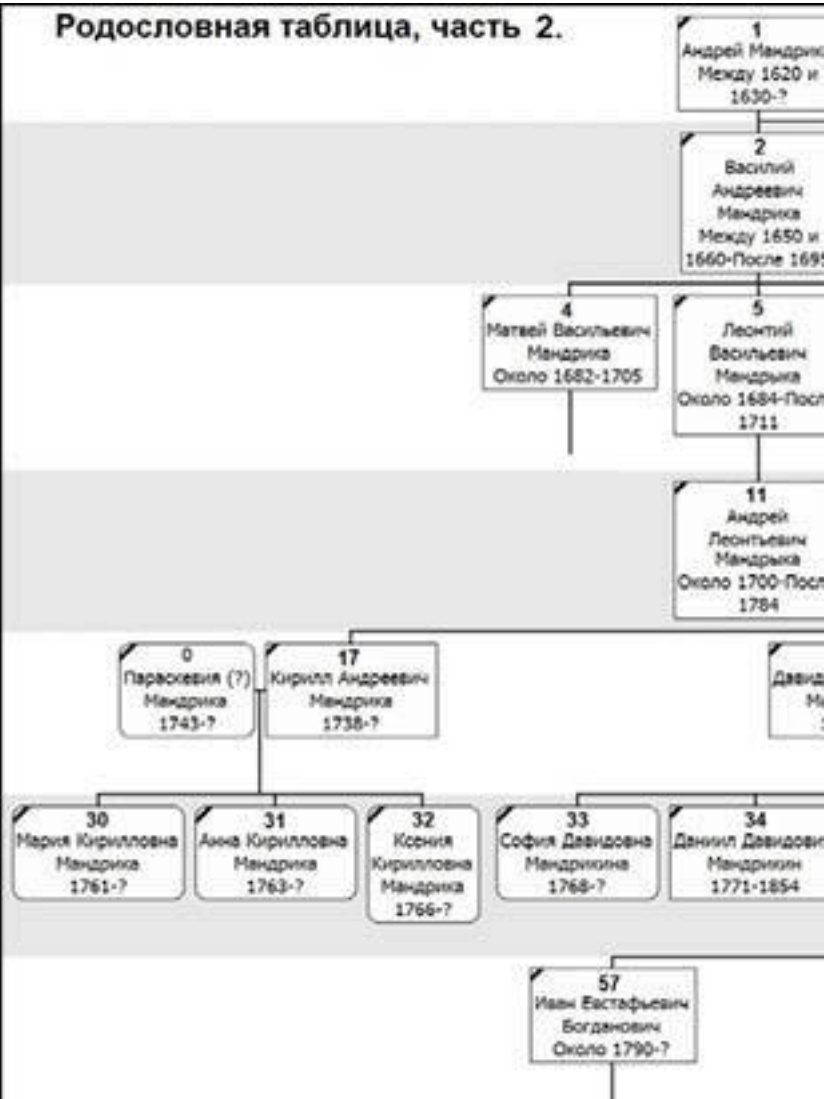 Родословная таблица, часть 2.
1
Андрей Мандрик
Между 1620 и
1630-?
2
Василий
Андреевич
Мандрика
Между 1650 и
1660-После 1695
4
Матвей Васильевич
Мандрика
Около 1682-1705
5
Леонтий
Васильевич
Мандрыка
Около 1684-Посл
1711
11
Андрей
Леонтьевич
Мандрыка
Около 1700-Посл
1784
0
Параскевия (?)
Мандрика
1743-?
17
Кирилл Андреевич
Мандрика
1738-?
Давид
Ма
30
Мария Кирилловна
Мандрика
1761-?
31
Анна Кирилловна
Мандрика
1763-?
32
Ксения
Кирилловна
Мандрика
1766-?
33
София Давидовна
Мандрикина
1768-?
34
Даниил Давидови
Мандрикин
1771-1854
57
Иван Евстафьевич
Богданович
Около 1790-?